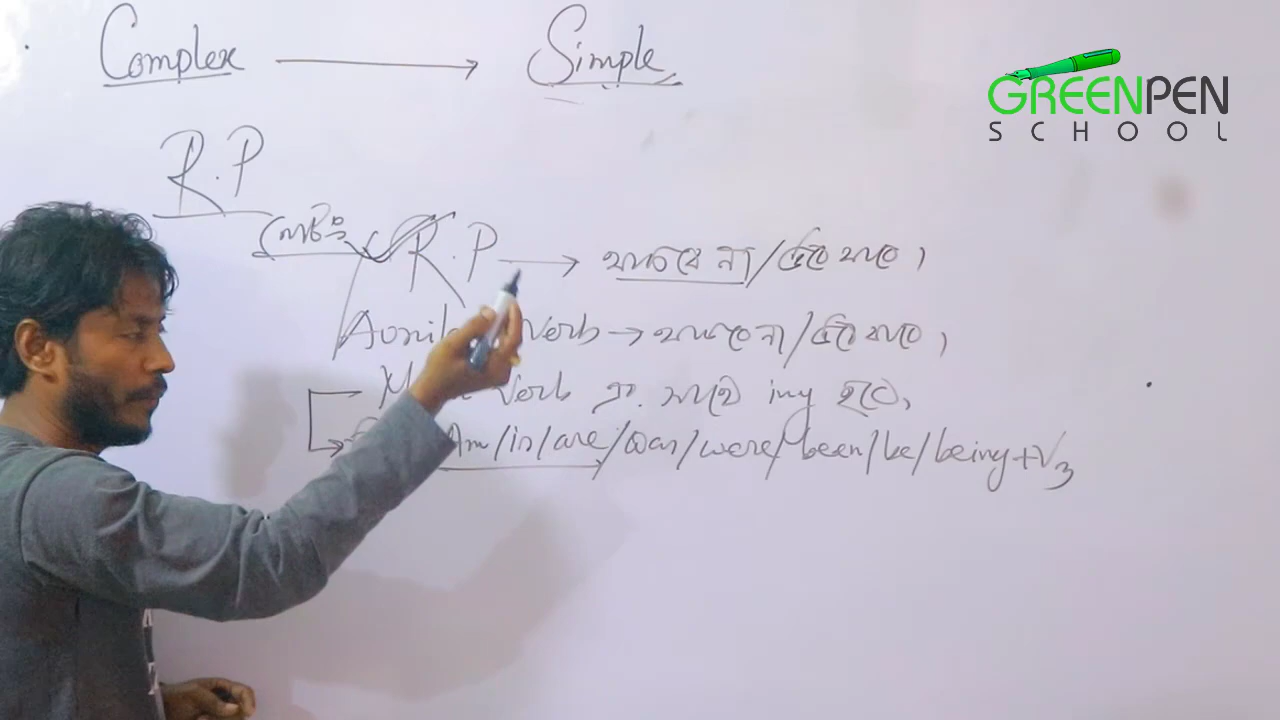 Complex → Simple
GREENPEN
SCHOOL
R.P
R.P → থাকবে না / উঠে যাবে।
Verb → থাকবে না / উঠে যাবে।
Verb এর সাথে ing হবে,
Am/is/are/was/were/been/be/being+V3